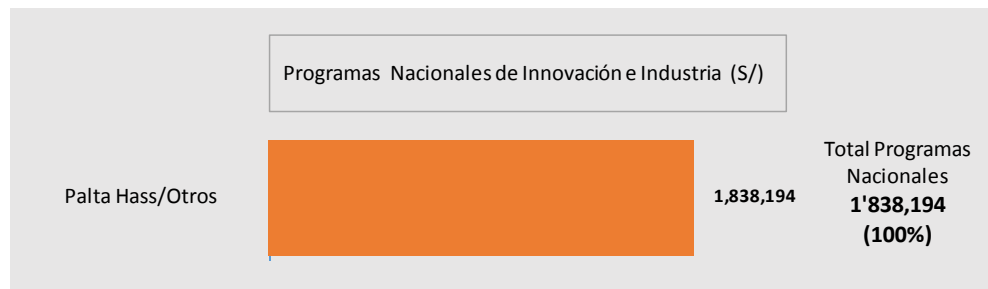 Programas Nacionales de Innovación e Industria (S/)
Palta Hass/Otros
1,838,194
Total Programas
Nacionales
1'838,194
(100%)